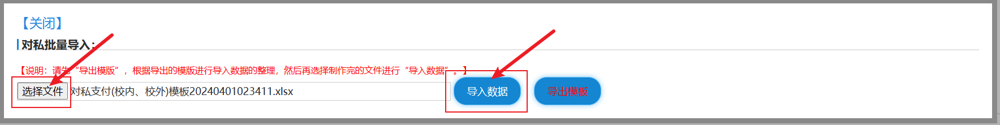 【关闭】
对私批量导入：
【说明：请先“导出模版”，根据导出的模版进行导入数据的整理，然后再选择制作完的文件进行“导入数据”。】
选择文件 对私支付(校内、校外)模板20240401023411.xlsx 导入数据 导出模板